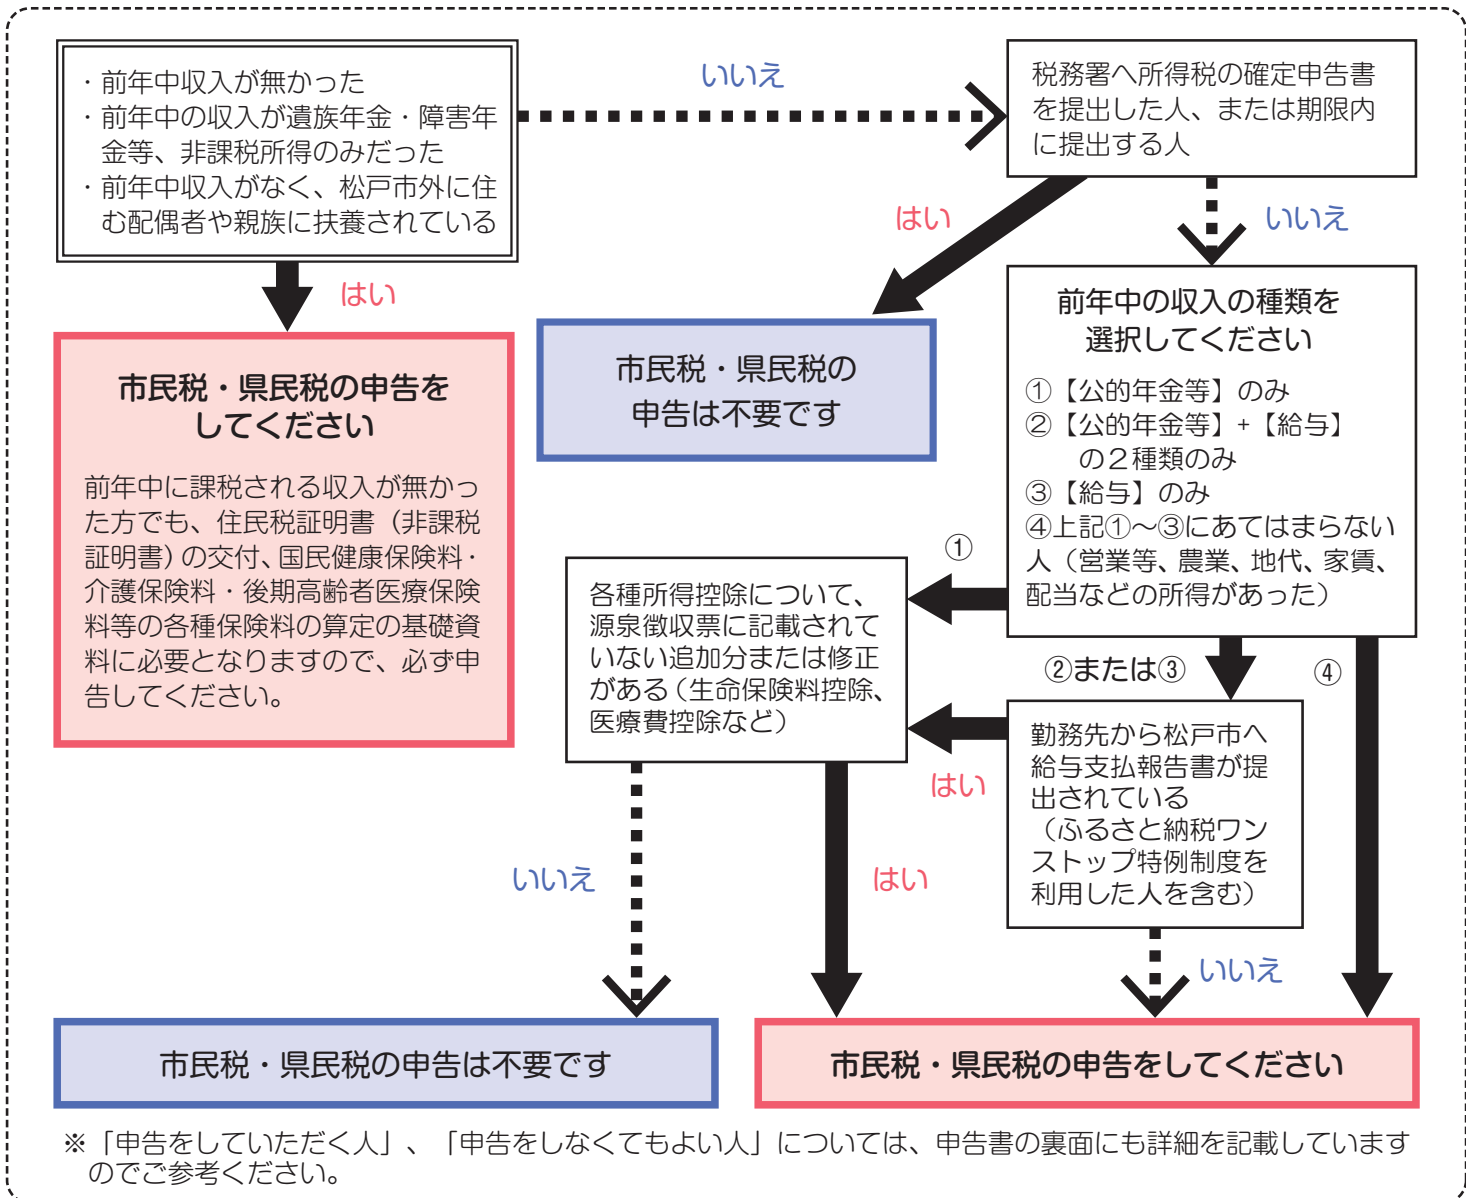 ・前年中収入が無かった
・前年中の収入が遺族年金・障害年
金等、非課税所得のみだった
・前年中収入がなく、松戸市外に住
む配偶者や親族に扶養されている
いいえ
税務署へ所得税の確定申告書
を提出した人、または期限内
に提出する人
はい
いいえ
はい
市民税・県民税の申告を
してください
前年中に課税される収入が無かっ
た方でも、住民税証明書（非課税
証明書）の交付、国民健康保険料・
介護保険料・後期高齢者医療保険
料等の各種保険料の算定の基礎資
料に必要となりますので、必ず申
告してください。
市民税・県民税の
申告は不要です
前年中の収入の種類を
選択してください
①【公的年金等】のみ
②【公的年金等】+【給与】
の２種類のみ
③【給与】のみ
④上記①～③にあてはまらない
人（営業等、農業、地代、家賃、
配当などの所得があった）
①
各種所得控除について、
源泉徴収票に記載されて
いない追加分または修正
がある（生命保険料控除、
医療費控除など）
②または③
④
勤務先から松戸市へ
給与支払報告書が提
出されている
（ふるさと納税ワン
ストップ特例制度を
利用した人を含む）
はい
いいえ
はい
いいえ
市民税・県民税の申告は不要です
市民税・県民税の申告をしてください
※「申告をしていただく人」、「申告をしなくてもよい人」については、申告書の裏面にも詳細を記載しています
のでご参考ください。